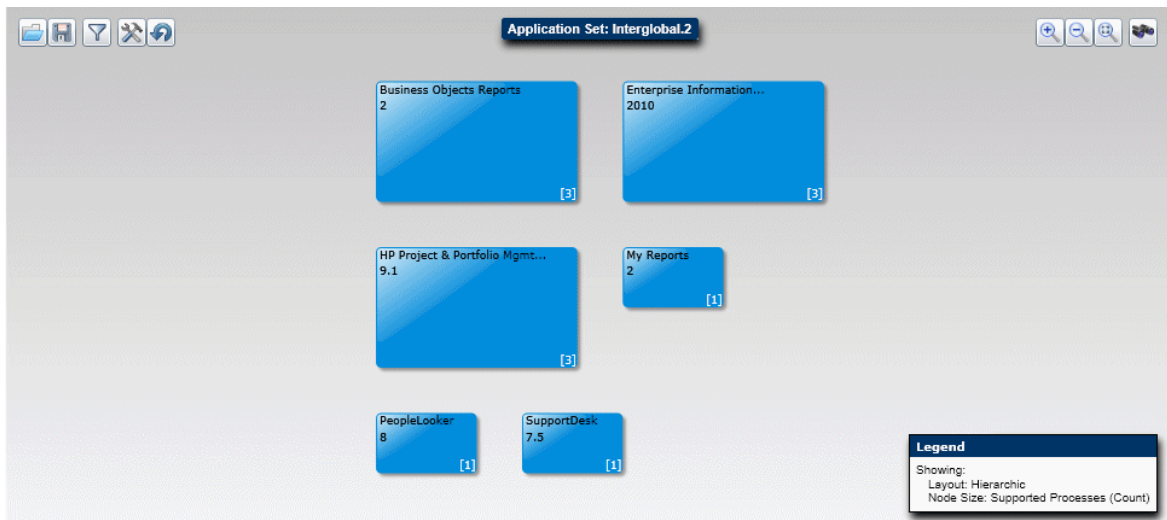 Application Set: Interglobal.2
Business Objects Reports
2
[3]
Enterprise Information...
2010
[3]
HP Project & Portfolio Mgmt...
9.1
[3]
My Reports
2
[1]
PeopleLooker
8
[1]
SupportDesk
7.5
[1]
Legend
Showing:
Layout: Hierarchic
Node Size: Supported Processes (Count)